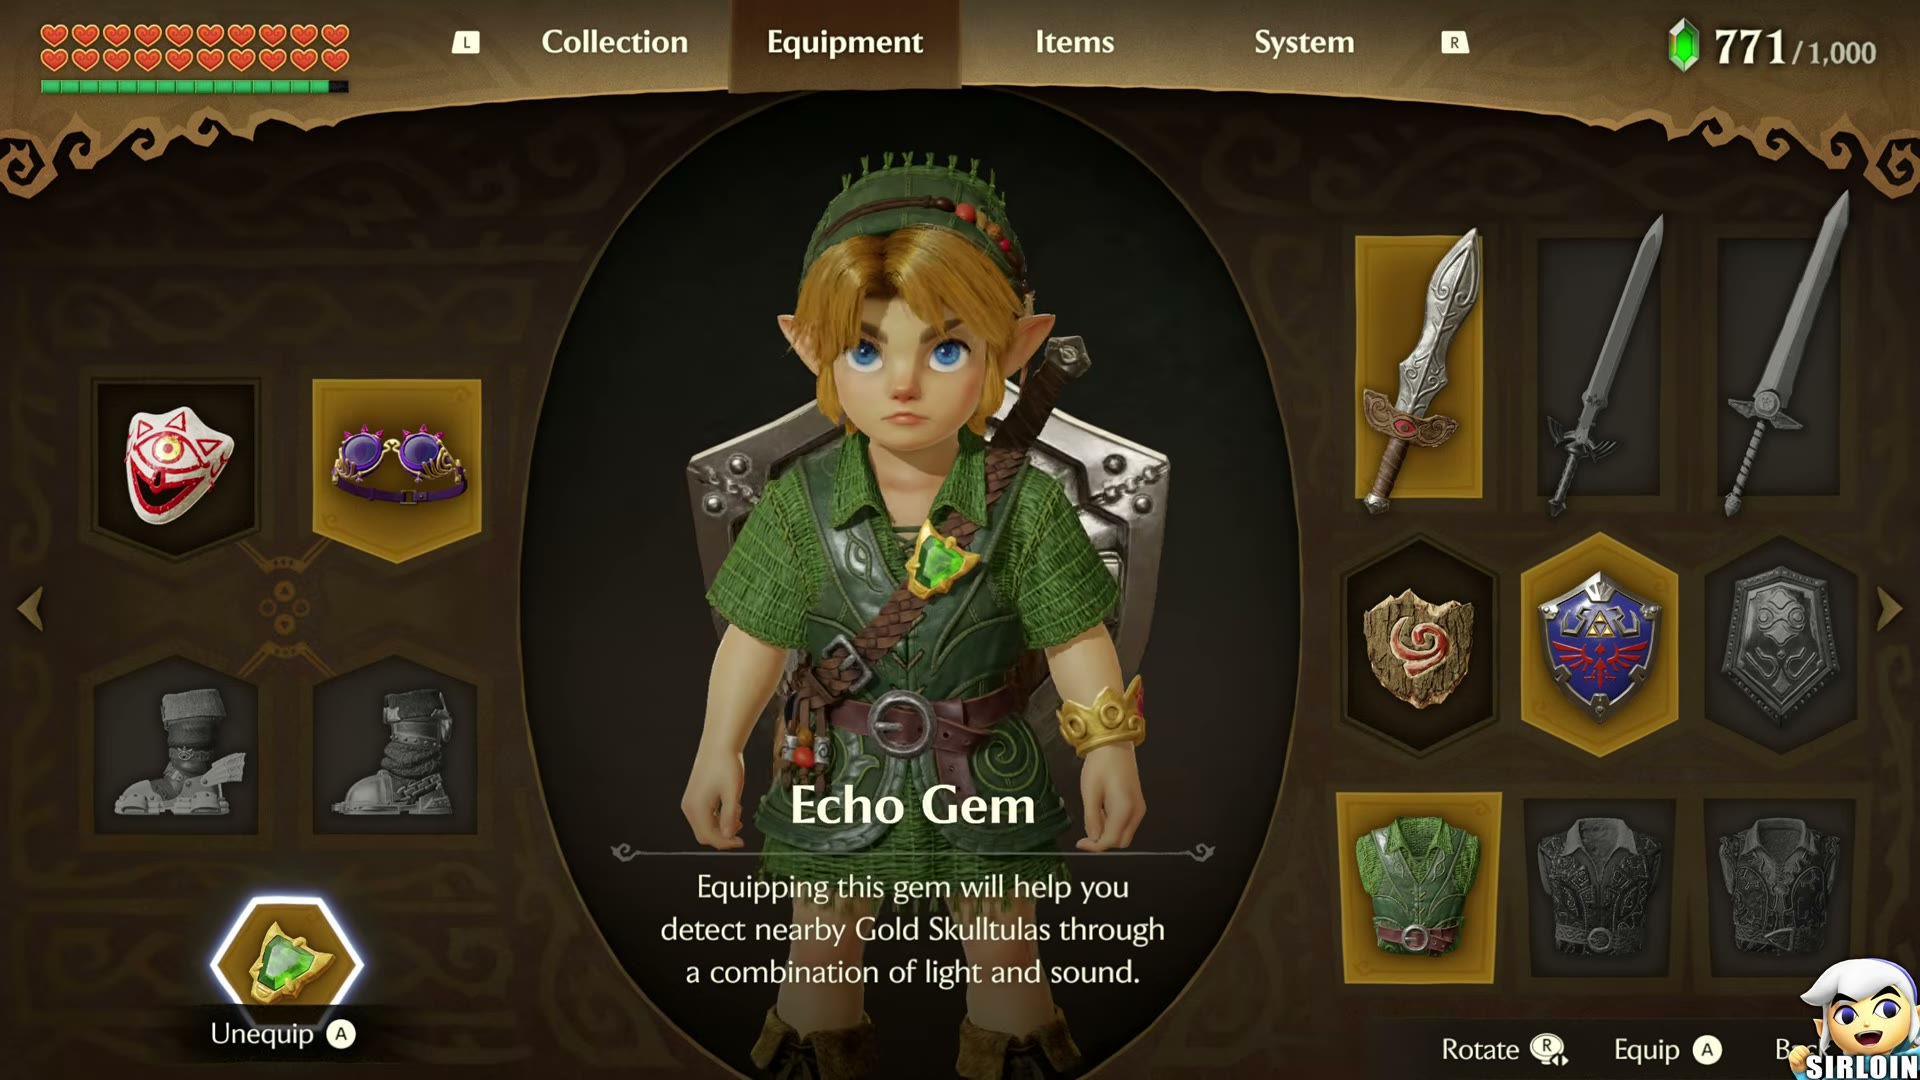 L Collection Equipment Items System R 771/1,000
Echo Gem
Equipping this gem will help you
detect nearby Gold Skulltulas through
a combination of light and sound.
Unequip A
Rotate R Equip A
SIRLOIN